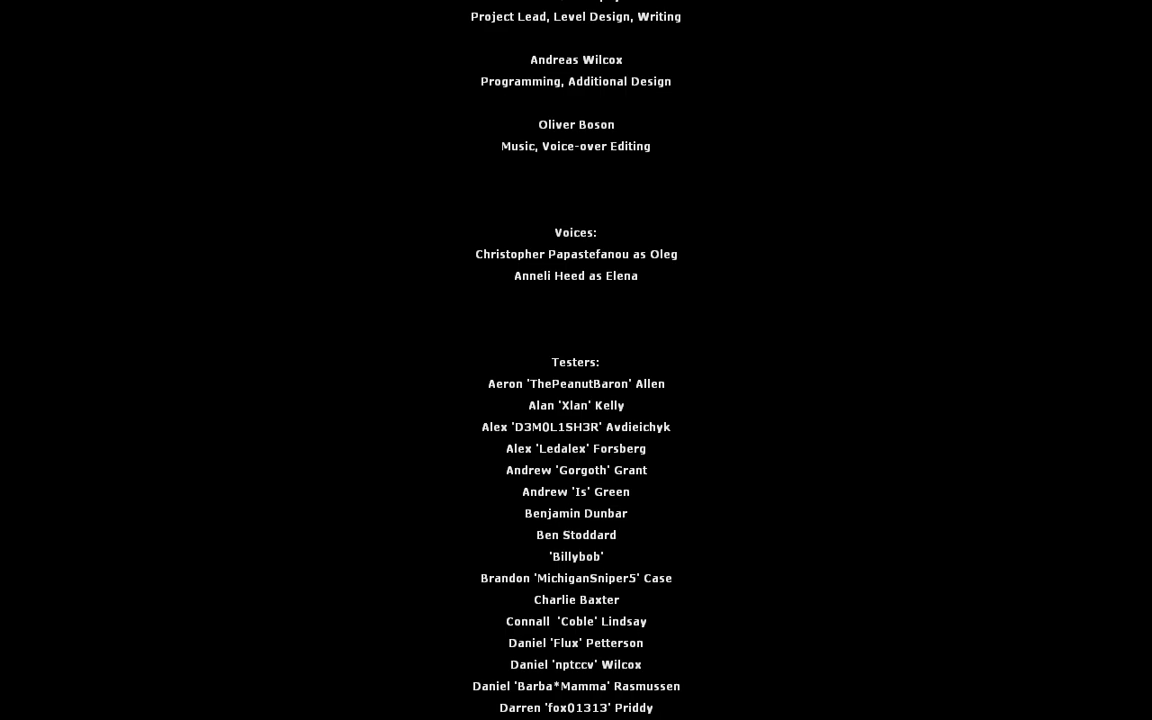 Project Lead, Level Design, Writing
Andreas Wilcox
Programming, Additional Design
Oliver Boson
Music, Voice-over Editing
Voices:
Christopher Papastefanou as Oleg
Anneli Heed as Elena
Testers:
Aeron 'ThePeanutBaron' Allen
Alan 'Xlan' Kelly
Alex 'D3M0L1SH3R' Avdieichyk
Alex 'Ledalex' Forsberg
Andrew 'Gorgoth' Grant
Andrew 'Is' Green
Benjamin Dunbar
Ben Stoddard
'Billybob'
Brandon 'MichiganSniper5' Case
Charlie Baxter
Connall  'Coble' Lindsay
Daniel 'Flux' Petterson
Daniel 'nptccv' Wilcox
Daniel 'Barba*Mamma' Rasmussen
Darren 'fox01313' Priddy